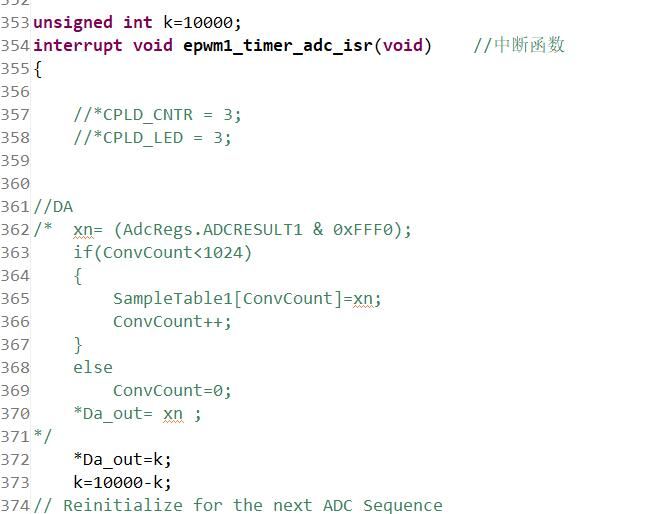 353 unsigned int k=10000;
354 interrupt void epwm1_timer_adc_isr(void)    //中断函数
355 {
356
357     //*CPLD_CNTR = 3;
358     //*CPLD_LED = 3;
359
360
361 //DA
362 /*  xn= (AdcRegs.ADCRESULT1 & 0xFFF0);
363     if(ConvCount<1024)
364     {
365         SampleTable1[ConvCount]=xn;
366         ConvCount++;
367     }
368     else
369         ConvCount=0;
370     *Da_out= xn ;
371 */
372     *Da_out=k;
373     k=10000-k;
374 // Reinitialize for the next ADC Sequence